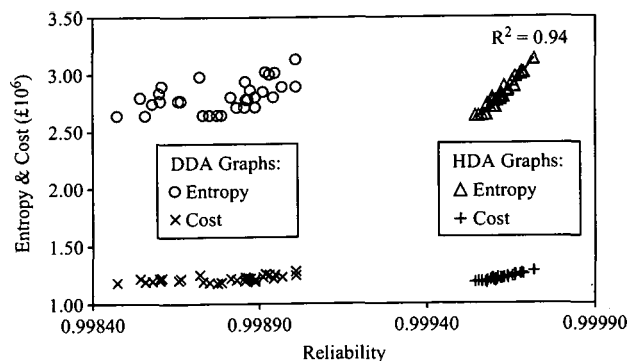 R² = 0.94
3.50
3.00
2.50
2.00
1.50
1.00
Entropy & Cost (£10⁶)
DDA Graphs:
Entropy
Cost
HDA Graphs:
Entropy
Cost
0.99840
0.99890
0.99940
0.99990
Reliability